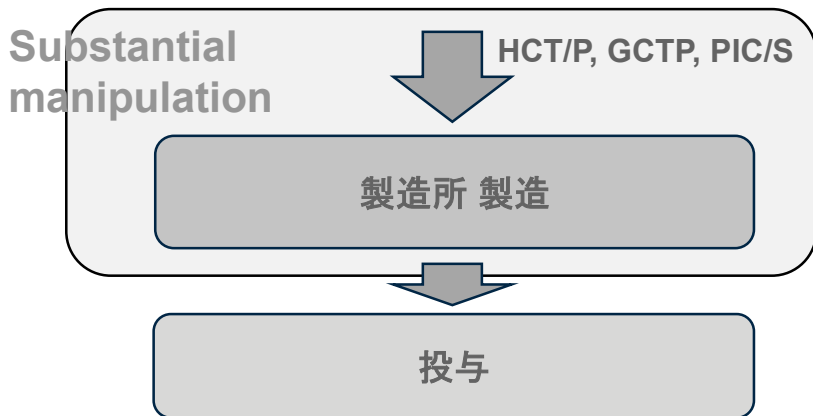 Substantial
manipulation
HCT/P, GCTP, PIC/S
製造所 製造
投与